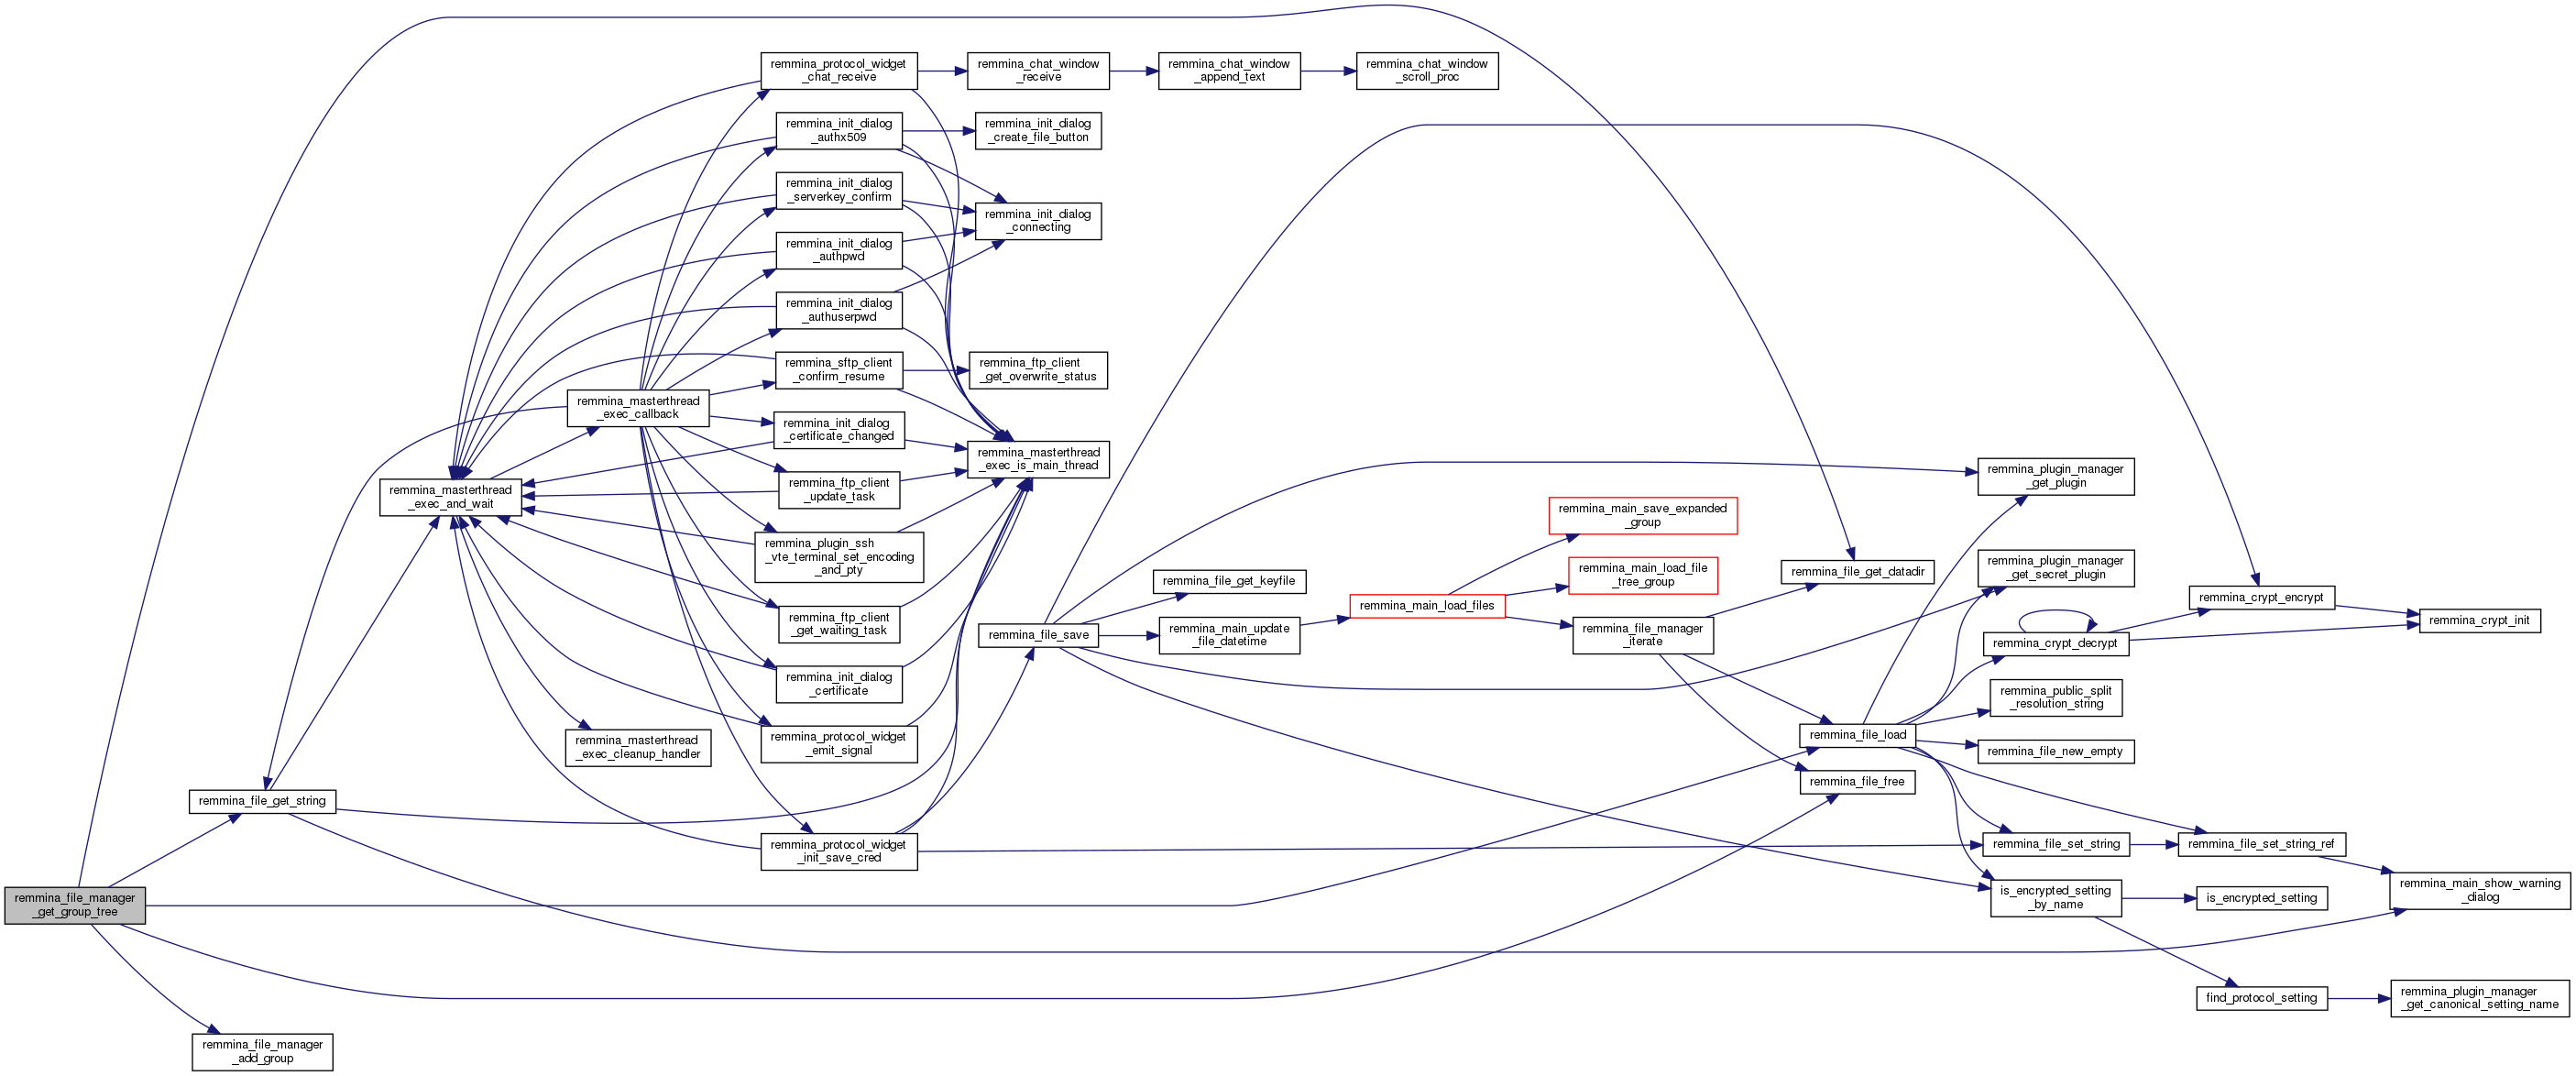 remmina_file_manager
_get_group_tree
remmina_file_get_string
remmina_file_manager
_add_group
remmina_masterthread
_exec_and_wait
remmina_masterthread
_exec_callback
remmina_masterthread
_exec_cleanup_handler
remmina_protocol_widget
_chat_receive
remmina_init_dialog
_authx509
remmina_init_dialog
_serverkey_confirm
remmina_init_dialog
_authpwd
remmina_init_dialog
_authuserpwd
remmina_sftp_client
_confirm_resume
remmina_init_dialog
_certificate_changed
remmina_ftp_client
_update_task
remmina_plugin_ssh
_vte_terminal_set_encoding
_and_pty
remmina_ftp_client
_get_waiting_task
remmina_init_dialog
_certificate
remmina_protocol_widget
_emit_signal
remmina_protocol_widget
_init_save_cred
remmina_chat_window
_receive
remmina_init_dialog
_create_file_button
remmina_init_dialog
_connecting
remmina_ftp_client
_get_overwrite_status
remmina_masterthread
_exec_is_main_thread
remmina_file_save
remmina_chat_window
_append_text
remmina_file_get_keyfile
remmina_main_update
_file_datetime
remmina_chat_window
_scroll_proc
remmina_main_load_files
remmina_main_save_expanded
_group
remmina_main_load_file
_tree_group
remmina_file_manager
_iterate
remmina_file_get_datadir
remmina_file_load
remmina_file_free
remmina_plugin_manager
_get_plugin
remmina_plugin_manager
_get_secret_plugin
remmina_crypt_decrypt
remmina_public_split
_resolution_string
remmina_file_new_empty
remmina_file_set_string
is_encrypted_setting
_by_name
remmina_crypt_encrypt
remmina_file_set_string_ref
is_encrypted_setting
find_protocol_setting
remmina_crypt_init
remmina_main_show_warning
_dialog
remmina_plugin_manager
_get_canonical_setting_name